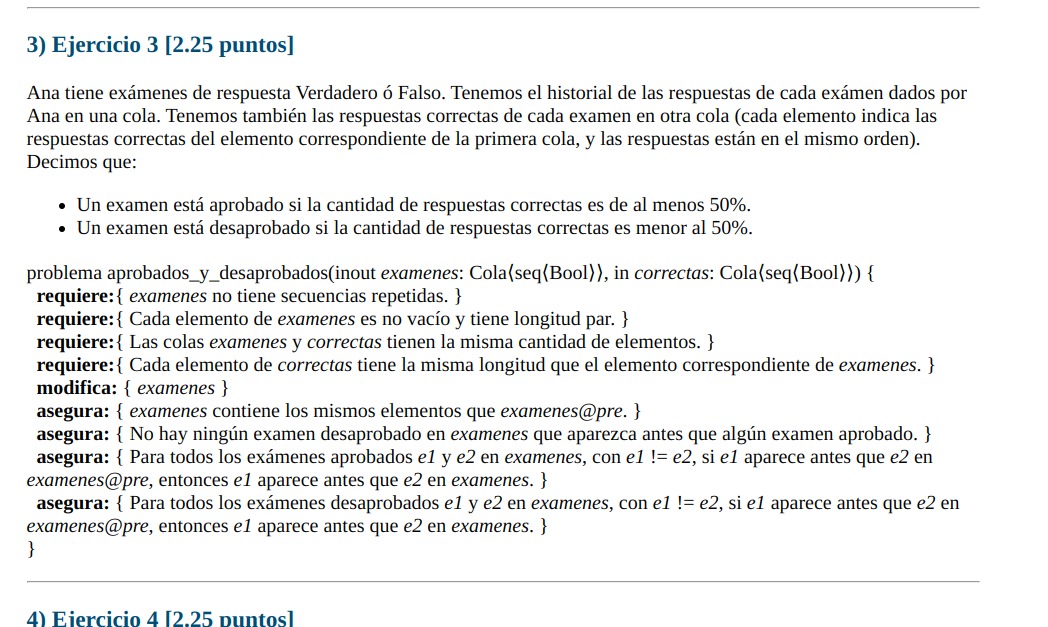 3) Ejercicio 3 [2.25 puntos]
Ana tiene exámenes de respuesta Verdadero ó Falso. Tenemos el historial de las respuestas de cada exámen dados por
Ana en una cola. Tenemos también las respuestas correctas de cada examen en otra cola (cada elemento indica las
respuestas correctas del elemento correspondiente de la primera cola, y las respuestas están en el mismo orden).
Decimos que:
• Un examen está aprobado si la cantidad de respuestas correctas es de al menos 50%.
• Un examen está desaprobado si la cantidad de respuestas correctas es menor al 50%.
problema aprobados_y_desaprobados(inout examenes: Cola⟨seq⟨Bool⟩⟩, in correctas: Cola⟨seq⟨Bool⟩⟩) {
requiere:{ examenes no tiene secuencias repetidas. }
requiere:{ Cada elemento de examenes es no vacío y tiene longitud par. }
requiere:{ Las colas examenes y correctas tienen la misma cantidad de elementos. }
requiere:{ Cada elemento de correctas tiene la misma longitud que el elemento correspondiente de examenes. }
modifica: { examenes }
asegura: { examenes contiene los mismos elementos que examenes@pre. }
asegura: { No hay ningún examen desaprobado en examenes que aparezca antes que algún examen aprobado. }
asegura: { Para todos los exámenes aprobados e1 y e2 en examenes, con e1 != e2, si e1 aparece antes que e2 en
examenes@pre, entonces e1 aparece antes que e2 en examenes. }
asegura: { Para todos los exámenes desaprobados e1 y e2 en examenes, con e1 != e2, si e1 aparece antes que e2 en
examenes@pre, entonces e1 aparece antes que e2 en examenes. }
}
4) Ejercicio 4 [2.25 puntos]